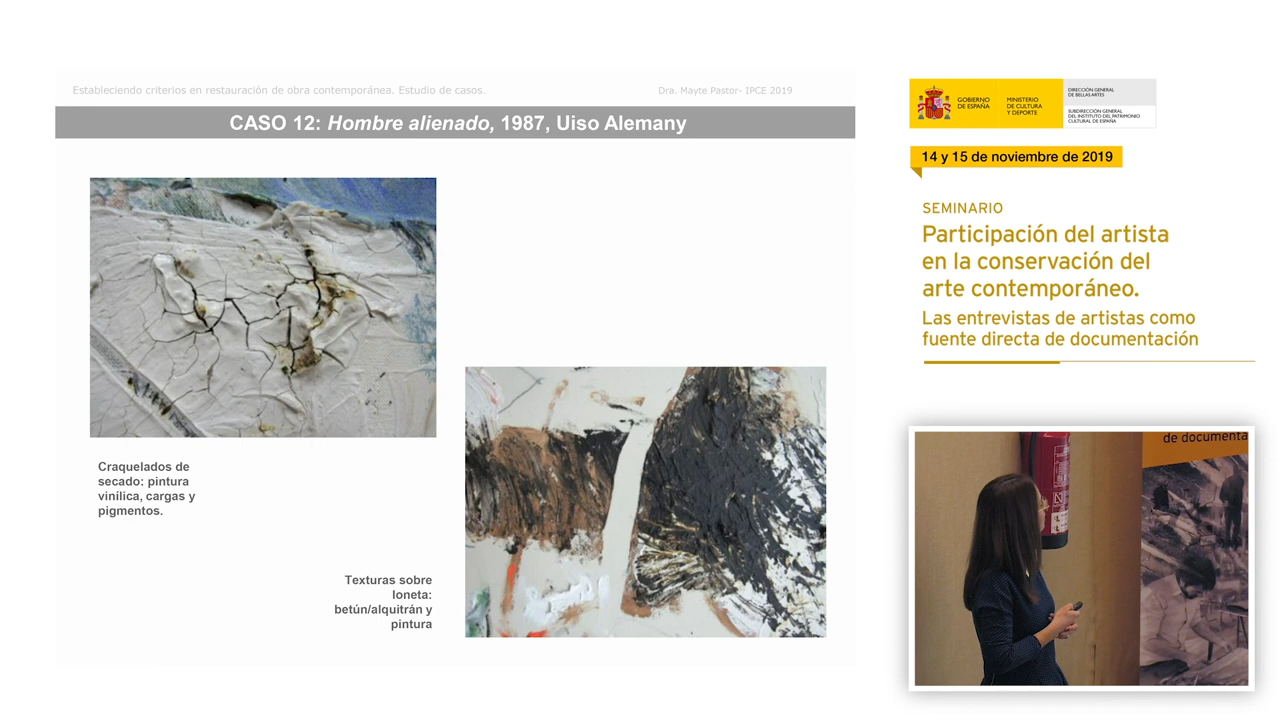 Estableciendo criterios en restauración de obra contemporánea. Estudio de casos.
Dra. Mayte Pastor- IPCE 2019
CASO 12: Hombre alienado, 1987, Uiso Alemany
Craquelados de
secado: pintura
vinílica, cargas y
pigmentos.
Texturas sobre
loneta:
betún/alquitrán y
pintura
GOBIERNO
DE ESPAÑA
MINISTERIO
DE CULTURA
Y DEPORTE
DIRECCIÓN GENERAL
DE BELLAS ARTES
SUBDIRECCIÓN GENERAL
DEL INSTITUTO DEL PATRIMONIO
CULTURAL DE ESPAÑA
14 y 15 de noviembre de 2019
SEMINARIO
Participación del artista
en la conservación del
arte contemporáneo.
Las entrevistas de artistas como
fuente directa de documentación
de documenta